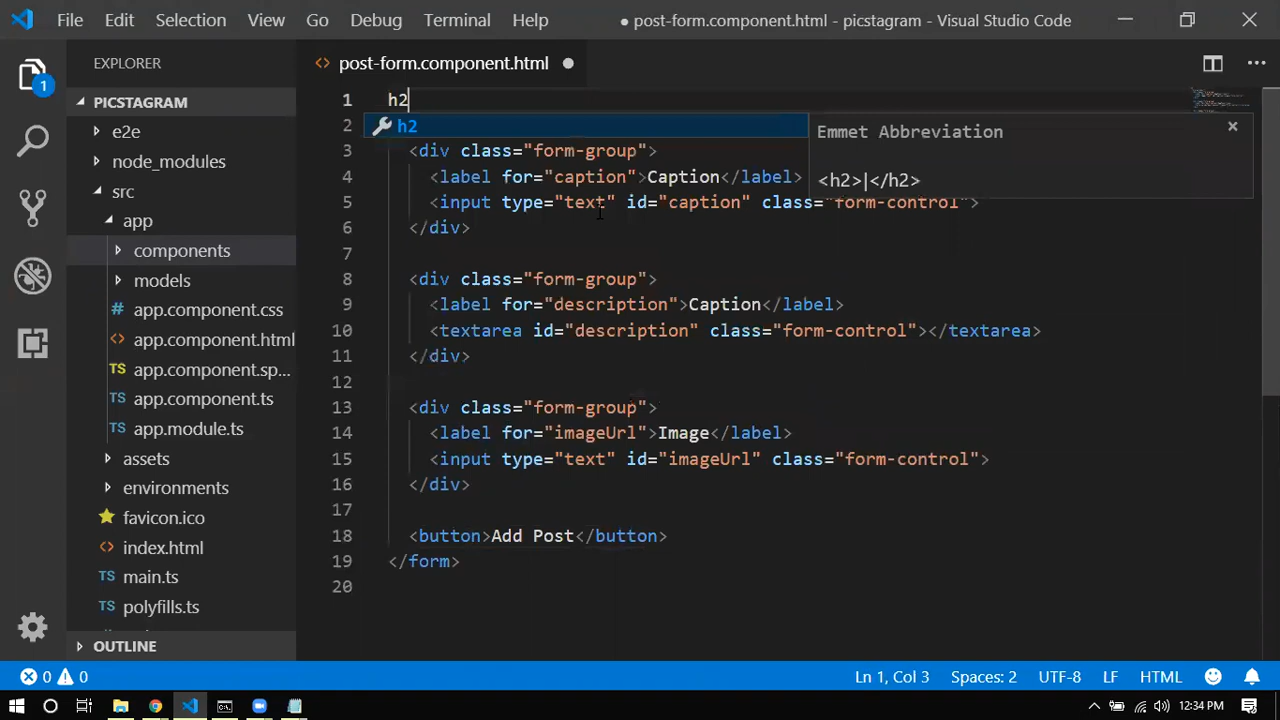 File Edit Selection View Go Debug Terminal Help ● post-form.component.html - picstagram - Visual Studio Code
EXPLORER
<> post-form.component.html
PICSTAGRAM
e2e
node_modules
src
app
components
models
# app.component.css
<> app.component.html
TS app.component.sp...
TS app.component.ts
TS app.module.ts
assets
environments
favicon.ico
<> index.html
TS main.ts
TS polyfills.ts
OUTLINE
1
1 h2
2
h2
Emmet Abbreviation
<h2>|</h2>
3 <div class="form-group">
4 <label for="caption">Caption</label>
5 <input type="text" id="caption" class="form-control">
6 </div>
7
8 <div class="form-group">
9 <label for="description">Caption</label>
10 <textarea id="description" class="form-control"></textarea>
11 </div>
12
13 <div class="form-group">
14 <label for="imageUrl">Image</label>
15 <input type="text" id="imageUrl" class="form-control">
16 </div>
17
18 <button>Add Post</button>
19 </form>
20
0 0 Ln 1, Col 3 Spaces: 2 UTF-8 LF HTML
12:34 PM